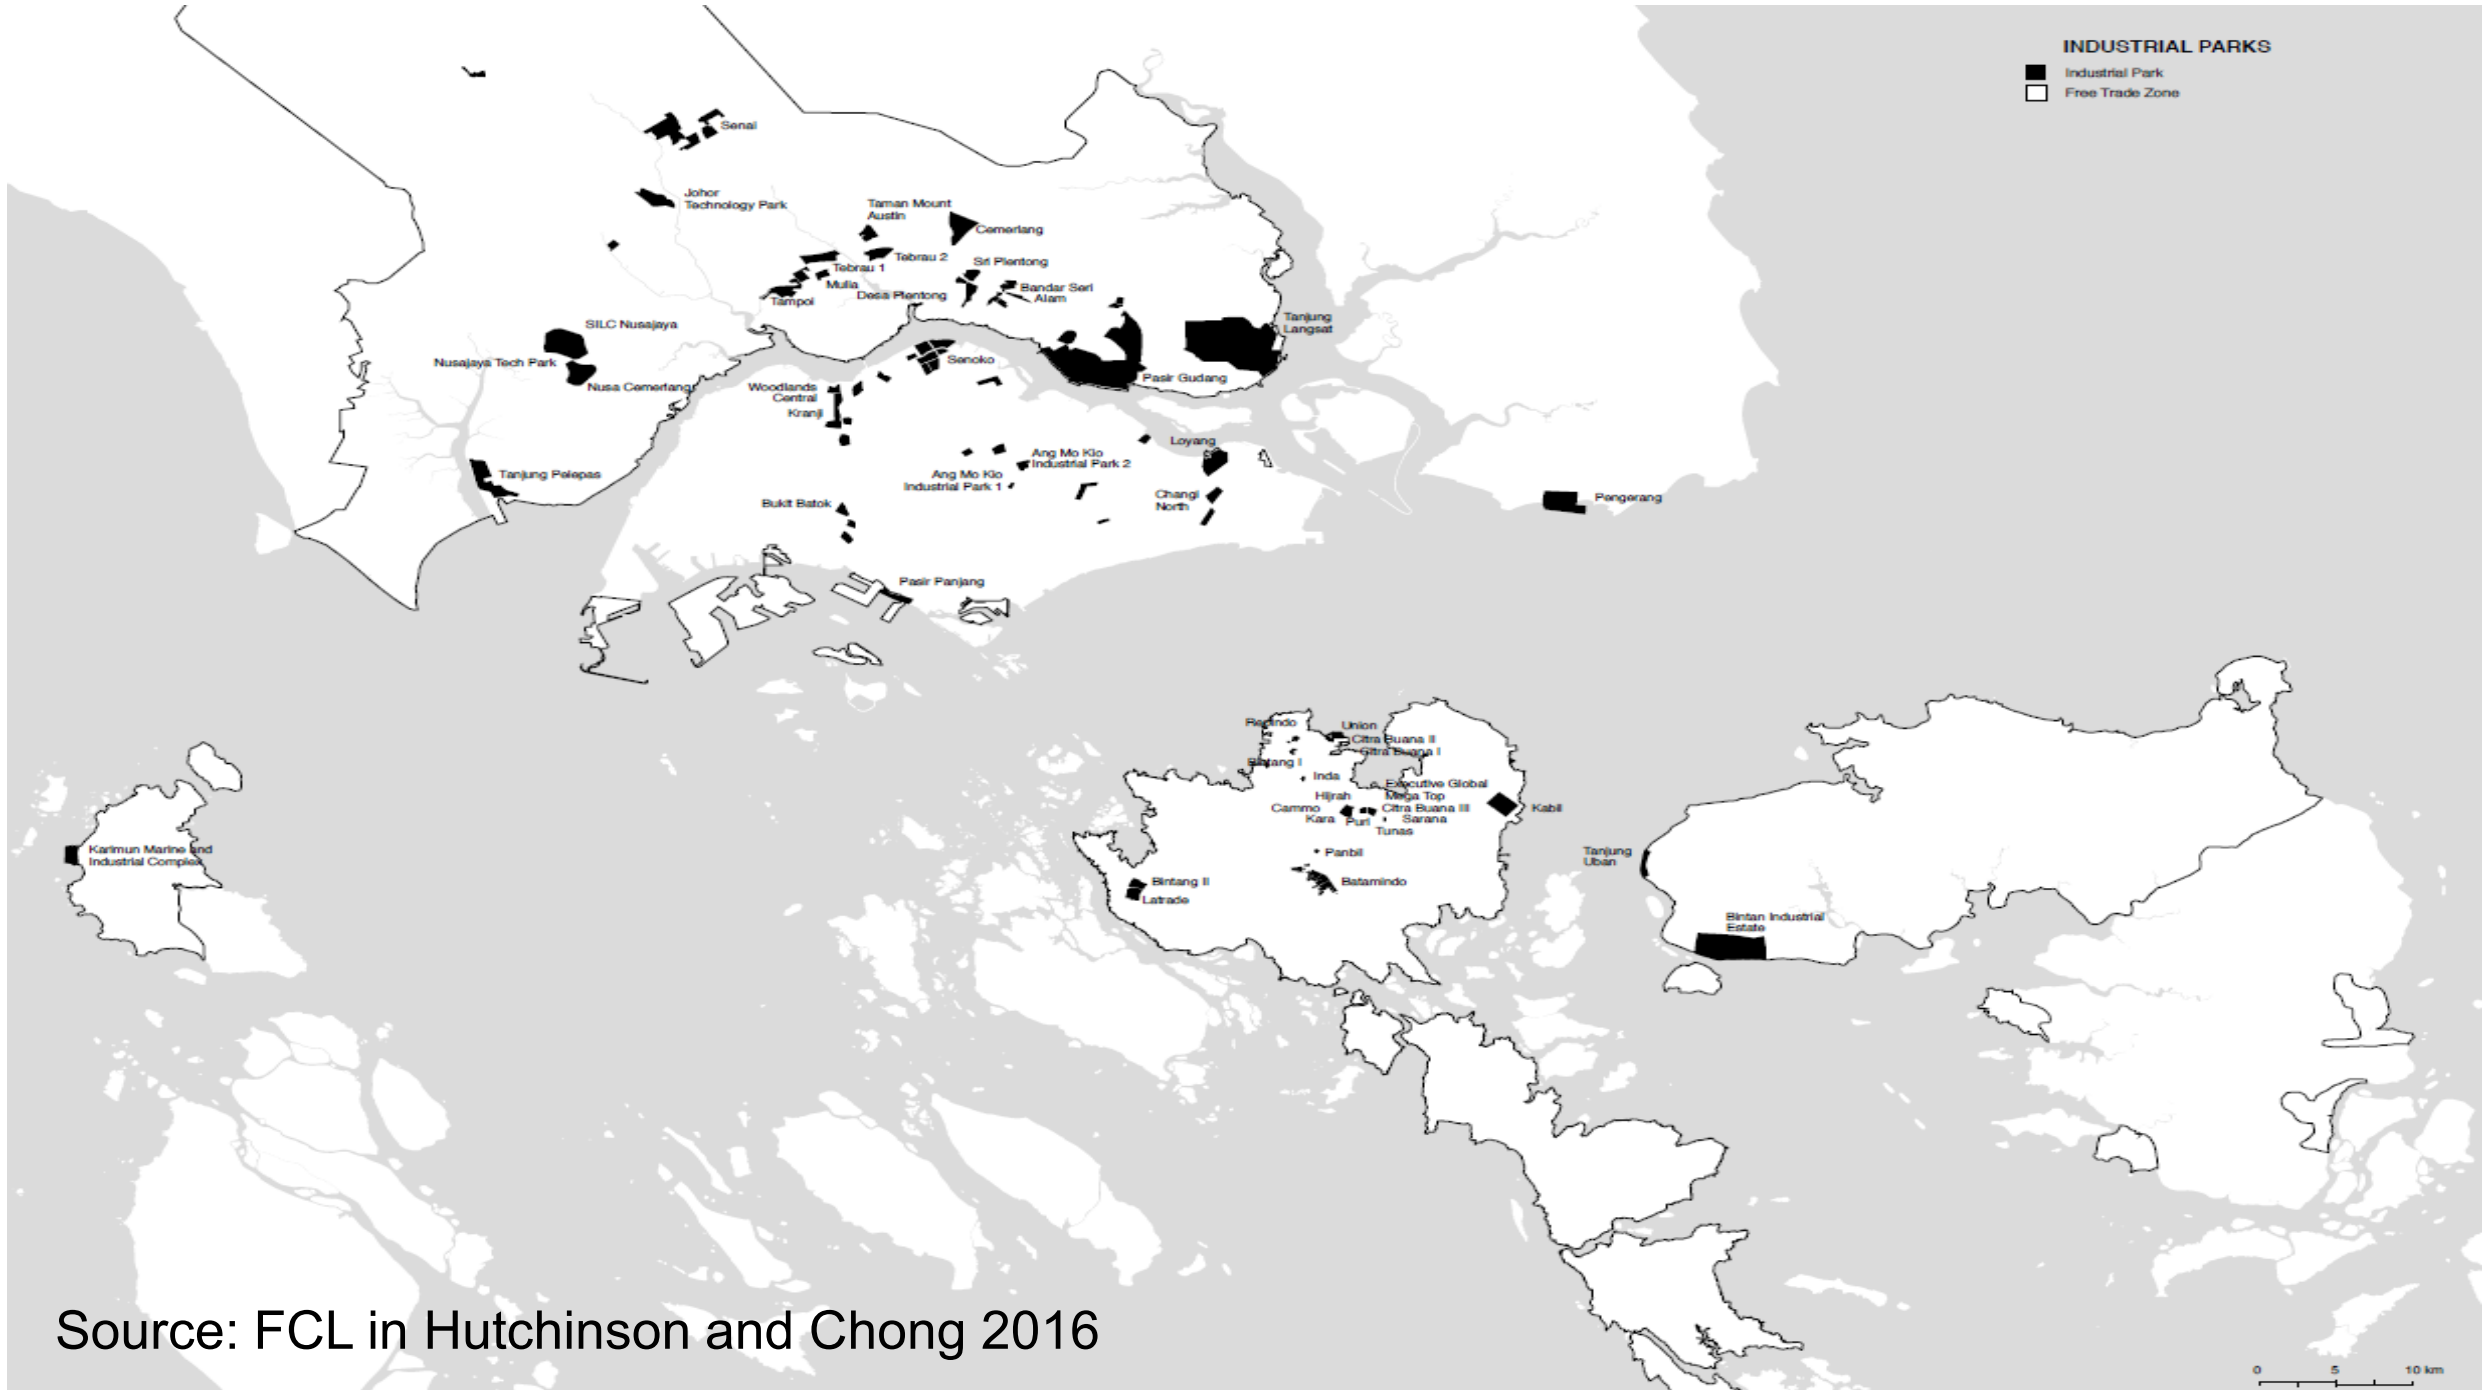 INDUSTRIAL PARKS
Industrial Park
Free Trade Zone
Senai
Johor
Technology Park
Taman Mount
Austin
Cemerlang
Tebrau 2
Tebrau 1
Sri Plentong
Mulia
Desa Plentong
Bandar Seri
Alam
Tampoi
SILC Nusajaya
Tanjung
Langsat
Nusajaya Tech Park
Senoko
Nusa Cemerlang
Pasir Gudang
Woodlands
Central
Kranji
Loyang
Ang Mo Kio
Industrial Park 2
Tanjung Pelepas
Ang Mo Kio
Industrial Park 1
Changi
North
Pengerang
Bukit Batok
Pasir Panjang
Union
Citra Buana II
Citra Buana I
Bintang I
Inda
Executive Global
Hijrah
Mega Top
Cammo
Citra Buana III
Kabil
Kara
Puri
Sarana
Tunas
Karimun Marine and
Industrial Complex
Panbil
Tanjung
Uban
Bintang II
Batamindo
Latrade
Bintan Industrial
Estate
Source: FCL in Hutchinson and Chong 2016
0 5 10 km